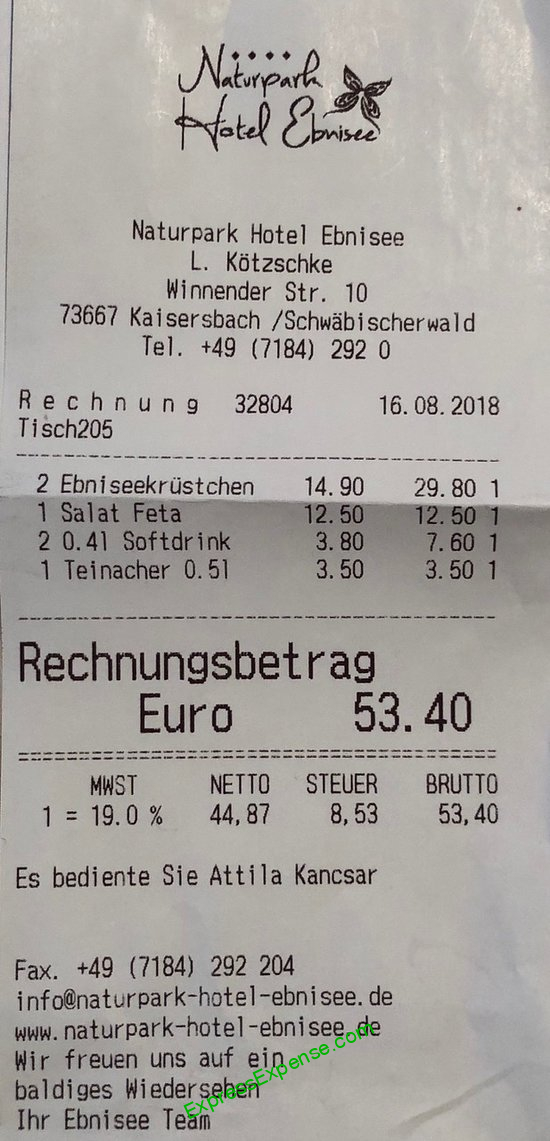 Naturpark
Hotel Ebnisee
Naturpark Hotel Ebnisee
L. Kötzschke
Winnender Str. 10
73667 Kaisersbach /Schwäbischerwald
Tel. +49 (7184) 292 0
Rechnung 32804 16.08.2018
Tisch205
2 Ebniseekrüstchen 14.90 29.80 1
1 Salat Feta 12.50 12.50 1
2 0.4l Softdrink 3.80 7.60 1
1 Teinacher 0.5l 3.50 3.50 1
Rechnungsbetrag
Euro 53.40
MWST NETTO STEUER BRUTTO
1 = 19.0 % 44,87 8,53 53,40
Es bediente Sie Attila Kancsar
Fax. +49 (7184) 292 204
info@naturpark-hotel-ebnisee.de
www.naturpark-hotel-ebnisee.de
Wir freuen uns auf ein
baldiges Wiedersehen
Ihr Ebnisee Team
ExpressExpense.com